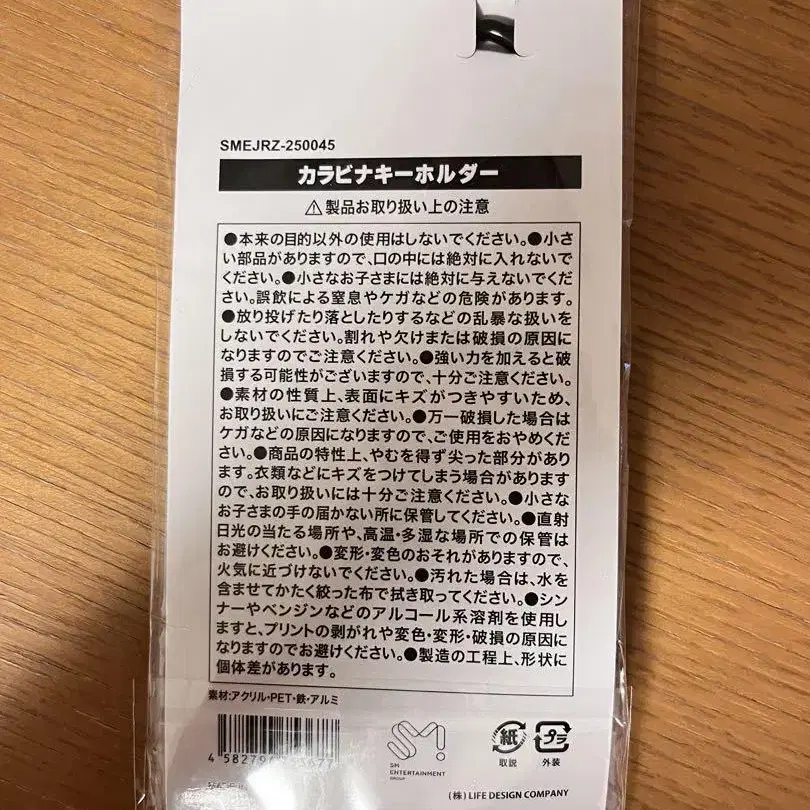 SMEJRZ-250045
カラビナキーホルダー
⚠製品お取り扱い上の注意
●本来の目的以外の使用はしないでください。●小さ
い部品がありますので、口の中には絶対に入れないで
ください。●小さなお子さまには絶対に与えないでくだ
さい。誤飲による窒息やケガなどの危険があります。
●放り投げたり落としたりするなどの乱暴な扱いを
しないでください。割れや欠けまたは破損の原因に
なりますのでご注意ください。●強い力を加えると破
損する可能性がございますので、十分ご注意ください。
●素材の性質上、表面にキズがつきやすいため、
お取り扱いにご注意ください。●万一破損した場合は
ケガなどの原因になりますので、ご使用をおやめくだ
さい。●商品の特性上、やむを得ず尖った部分があり
ます。衣類などにキズをつけてしまう場合があります
ので、お取り扱いには十分ご注意ください。●小さな
お子さまの手の届かない所に保管してください。●直射
日光の当たる場所や、高温・多湿な場所での保管は
お避けください。●変形・変色のおそれがありますので、
火気に近づけないでください。●汚れた場合は、水を
含ませてかたく絞った布で拭き取ってください。●シン
ナーやベンジンなどのアルコール系溶剤を使用しま
すと、プリントの剥がれや変色・変形・破損の原因に
なりますのでお避けください。●製造の工程上、形状に
個体差があります。
素材:アクリル・PET・鉄・アルミ
SM
SM
ENTERTAINMENT
GROUP
紙
取説
プラ
外装
(株) LIFE DESIGN COMPANY